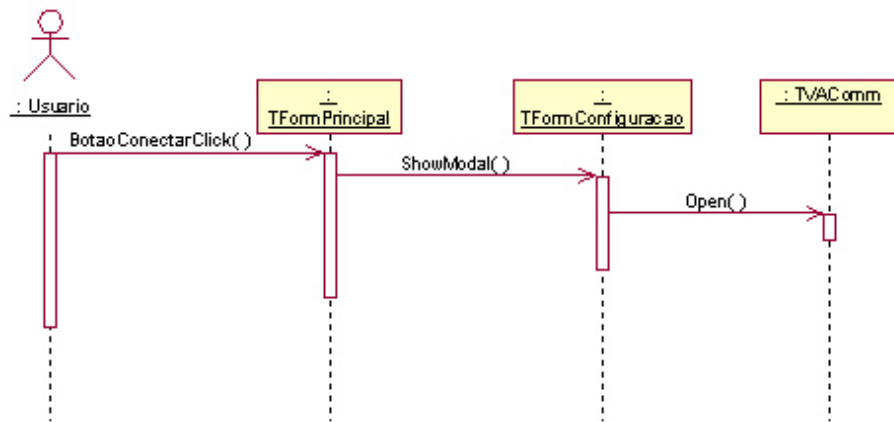 : Usuario
:
TFormPrincipal
:
TFormConfiguracao
: TVAComm
BotaoConectarClick()
ShowModal()
Open()